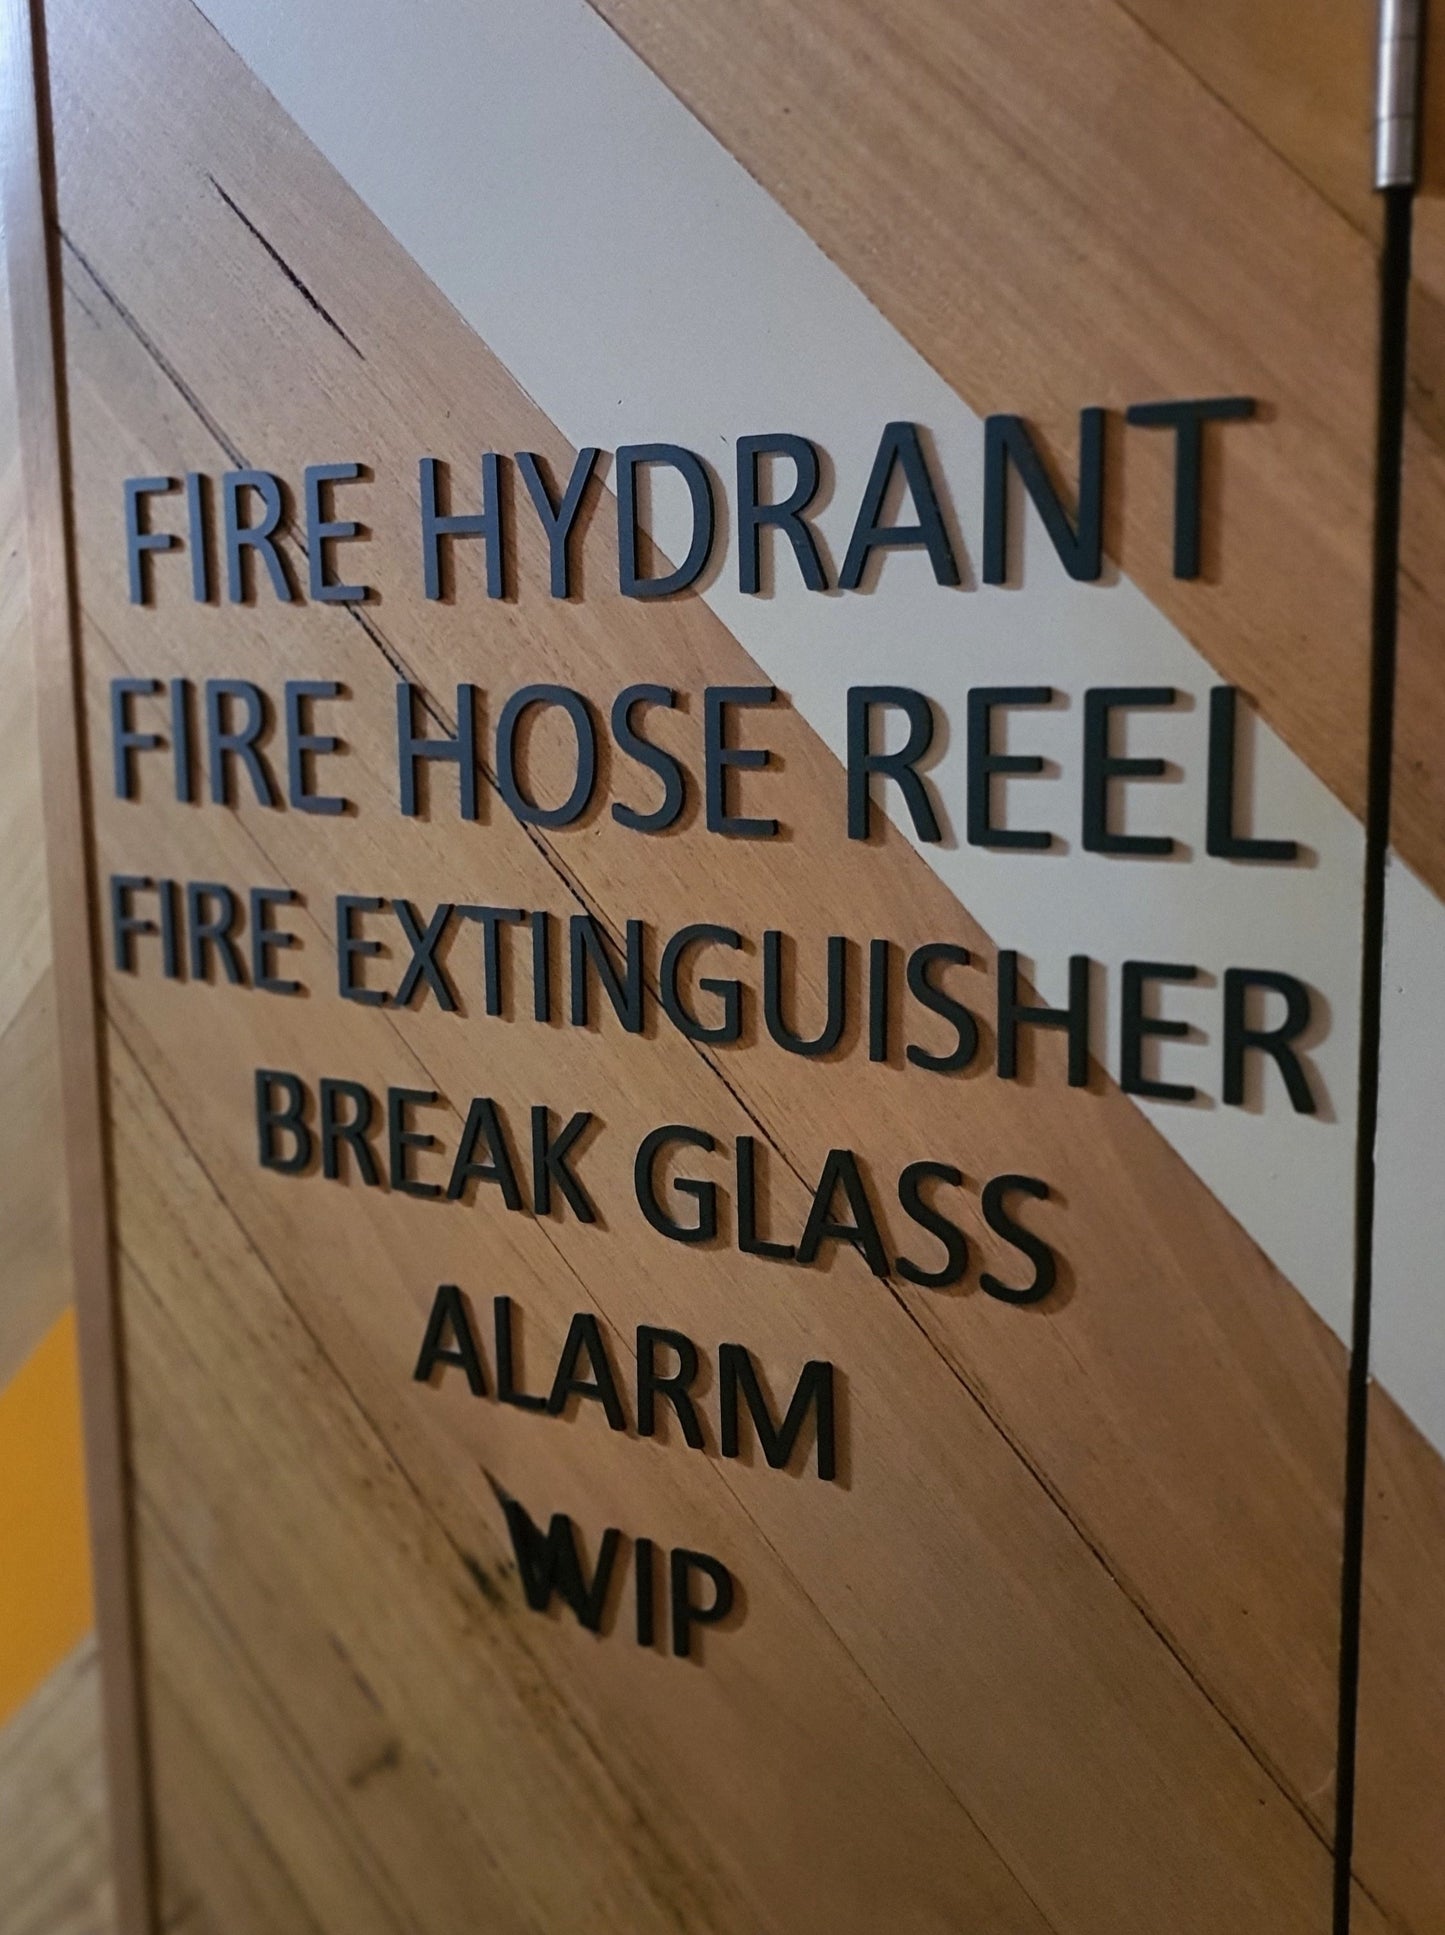 FIRE HYDRANT
FIRE HOSE REEL
FIRE EXTINGUISHER
BREAK GLASS
ALARM
WIP